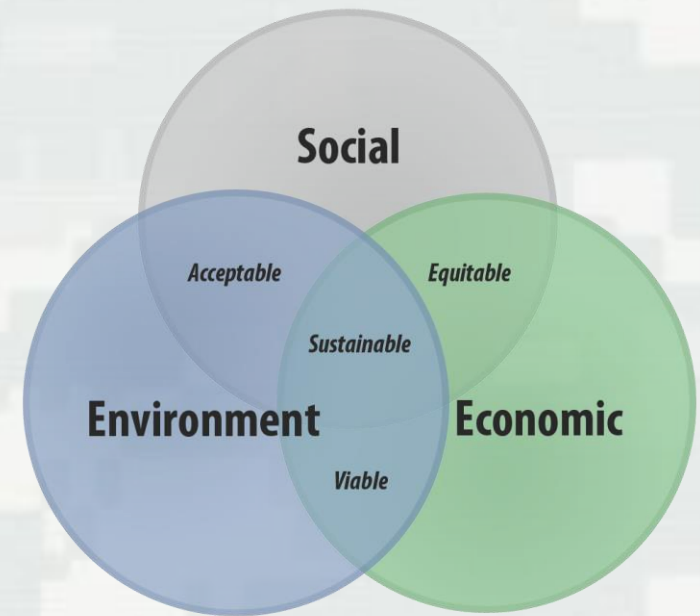 Social
Acceptable
Equitable
Sustainable
Environment
Economic
Viable